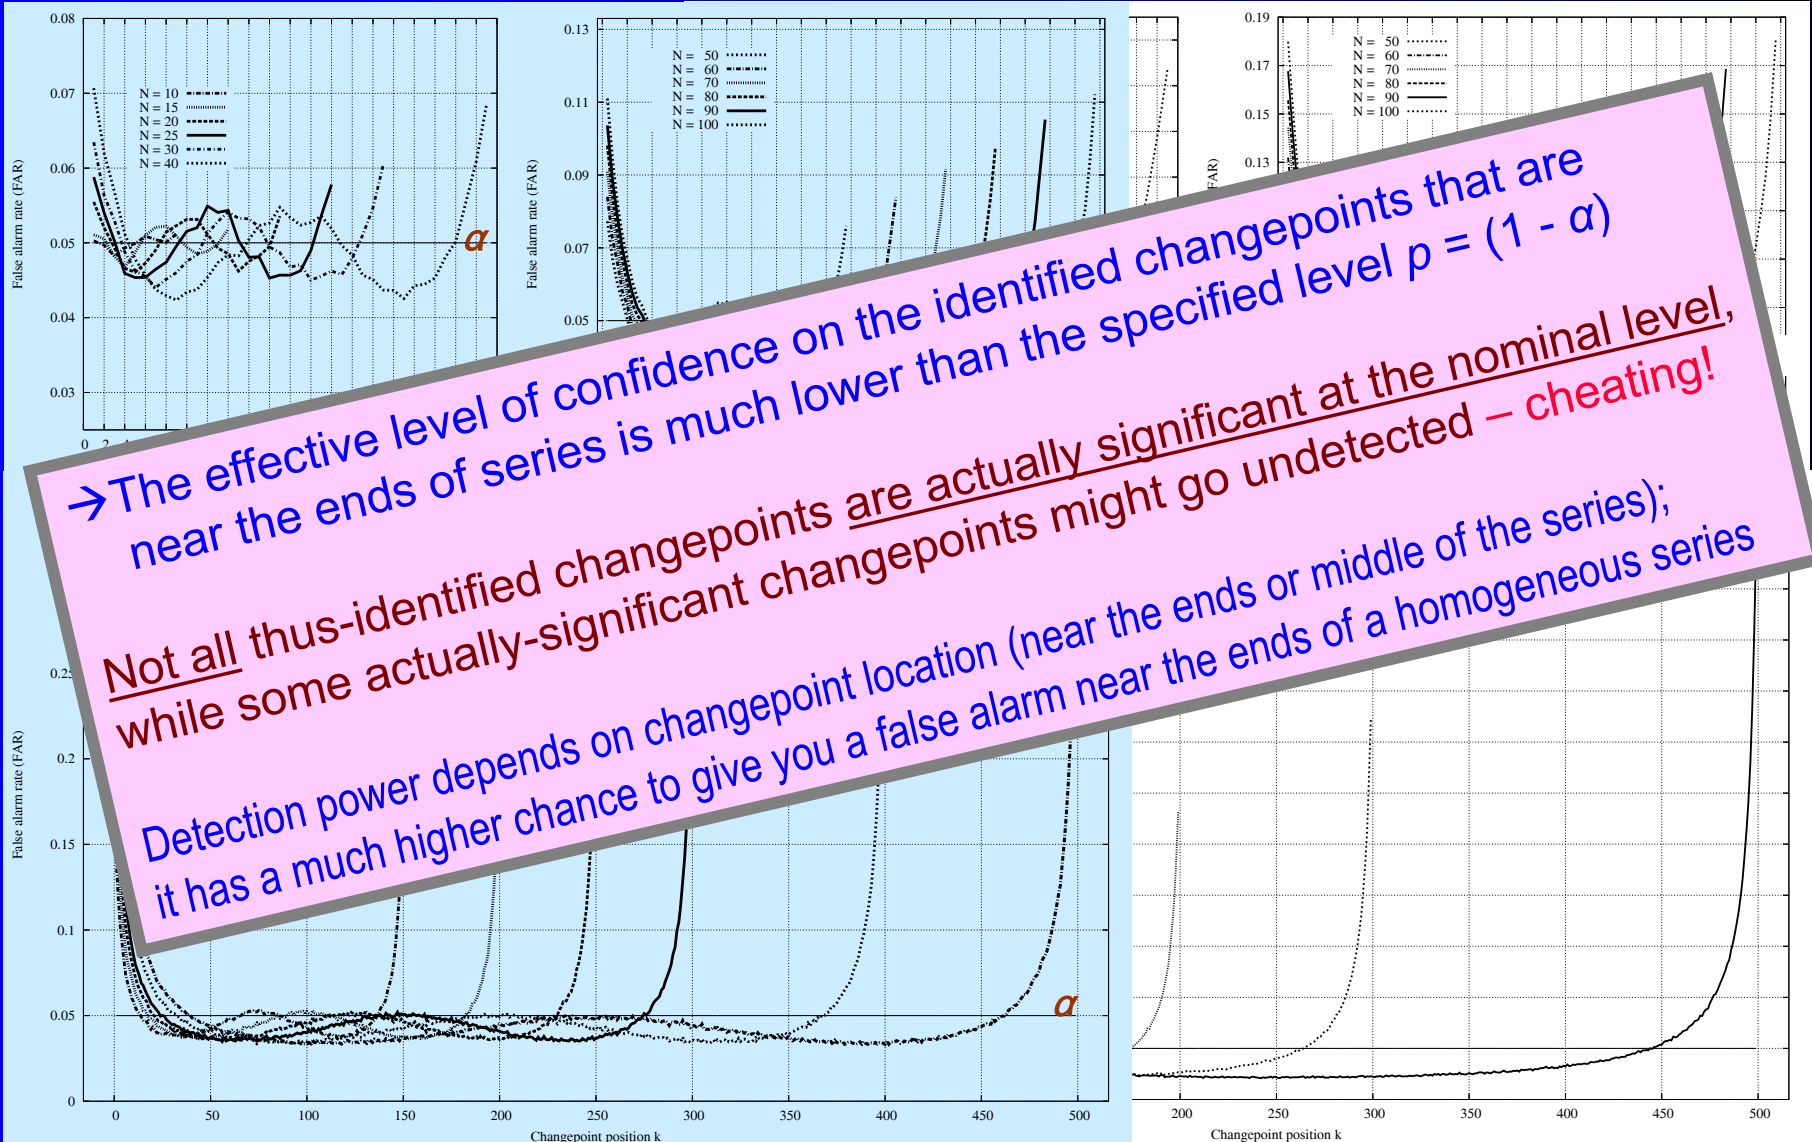 0.08
0.07
0.06
0.05
0.04
0.03
0 2
False alarm rate (FAR)
N = 10
N = 15
N = 20
N = 25
N = 30
N = 40
α
0.13
0.11
0.09
0.07
0.05
False alarm rate (FAR
N = 50
N = 60
N = 70
N = 80
N = 90
N = 100
0.19
0.17
0.15
0.13
FAR)
N = 50
N = 60
N = 70
N = 80
N = 90
N = 100
→The effective level of confidence on the identified changepoints that are
near the ends of series is much lower than the specified level p = (1 - α)
Not all thus-identified changepoints are actually significant at the nominal level,
while some actually-significant changepoints might go undetected – cheating!
Detection power depends on changepoint location (near the ends or middle of the series);
it has a much higher chance to give you a false alarm near the ends of a homogeneous series
0.25
0.2
0.15
0.1
0.05
0
False alarm rate (FAR)
α
0 50 100 150 200 250 300 350 400 450 500
Changepoint position k
200 250 300 350 400 450 500
Changepoint position k